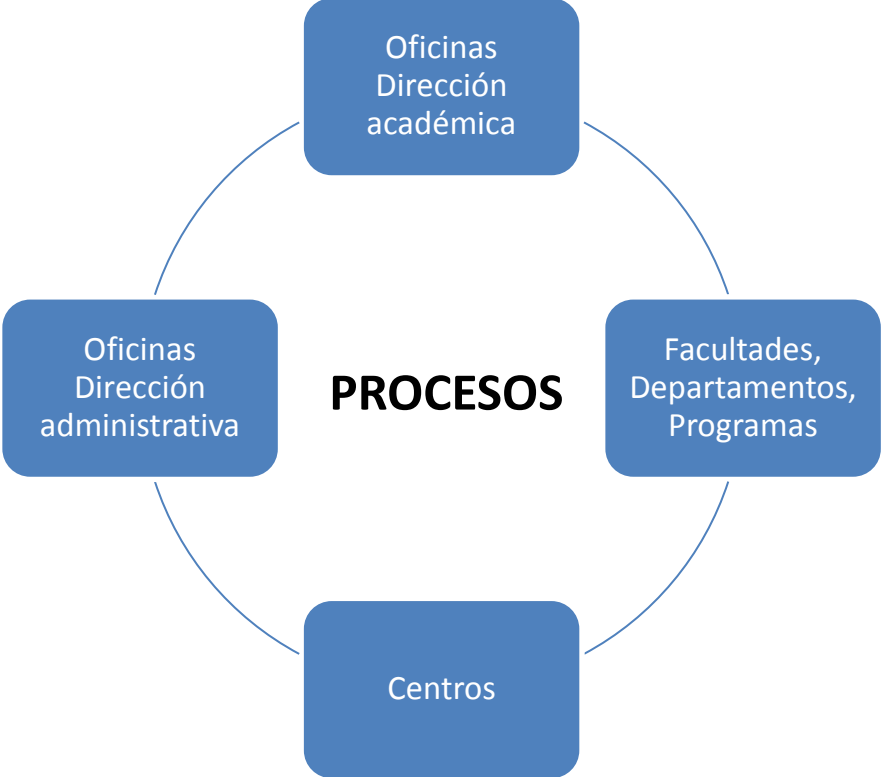 Oficinas
Dirección
académica
Oficinas
Dirección
administrativa
PROCESOS
Facultades,
Departamentos,
Programas
Centros